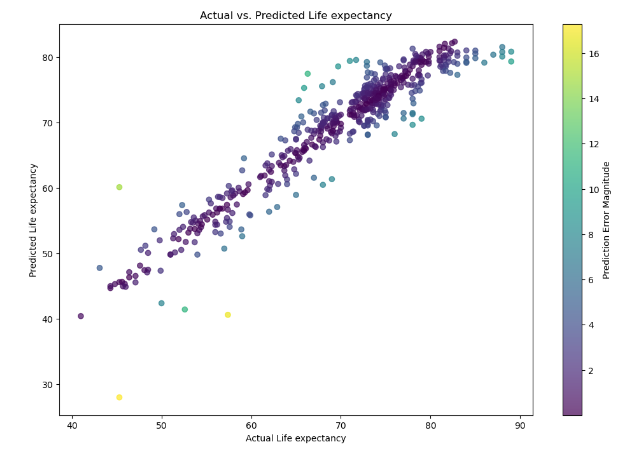 Actual vs. Predicted Life expectancy
80
70
60
50
40
30
Predicted Life expectancy
40 50 60 70 80 90
Actual Life expectancy
16
14
12
10
8
6
4
2
Prediction Error Magnitude